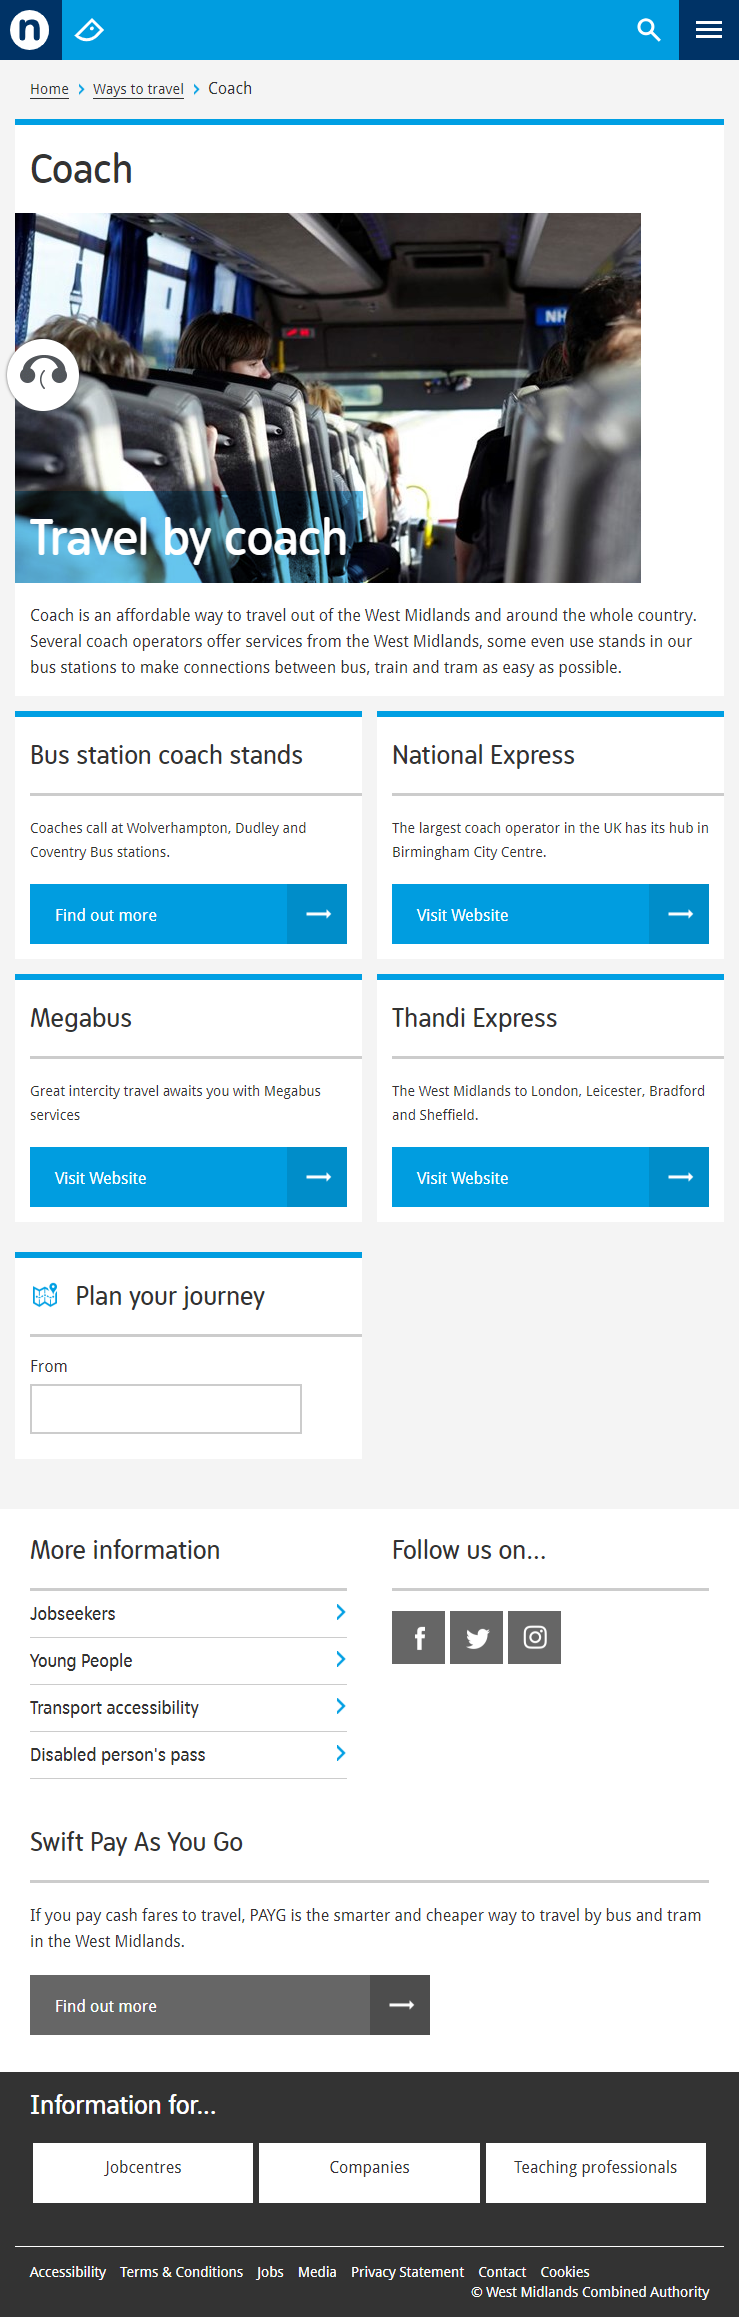 n
Home Ways to travel Coach
Coach
NH
Travel by coach
Coach is an affordable way to travel out of the West Midlands and around the whole country.
Several coach operators offer services from the West Midlands, some even use stands in our
bus stations to make connections between bus, train and tram as easy as possible.
Bus station coach stands
Coaches call at Wolverhampton, Dudley and
Coventry Bus stations.
Find out more
National Express
The largest coach operator in the UK has its hub in
Birmingham City Centre.
Visit Website
Megabus
Great intercity travel awaits you with Megabus
services
Visit Website
Thandi Express
The West Midlands to London, Leicester, Bradford
and Sheffield.
Visit Website
Plan your journey
From
More information
Jobseekers
Young People
Transport accessibility
Disabled person's pass
Follow us on...
Swift Pay As You Go
If you pay cash fares to travel, PAYG is the smarter and cheaper way to travel by bus and tram
in the West Midlands.
Find out more
Information for...
Jobcentres
Companies
Teaching professionals
Accessibility Terms & Conditions Jobs Media Privacy Statement Contact Cookies
© West Midlands Combined Authority